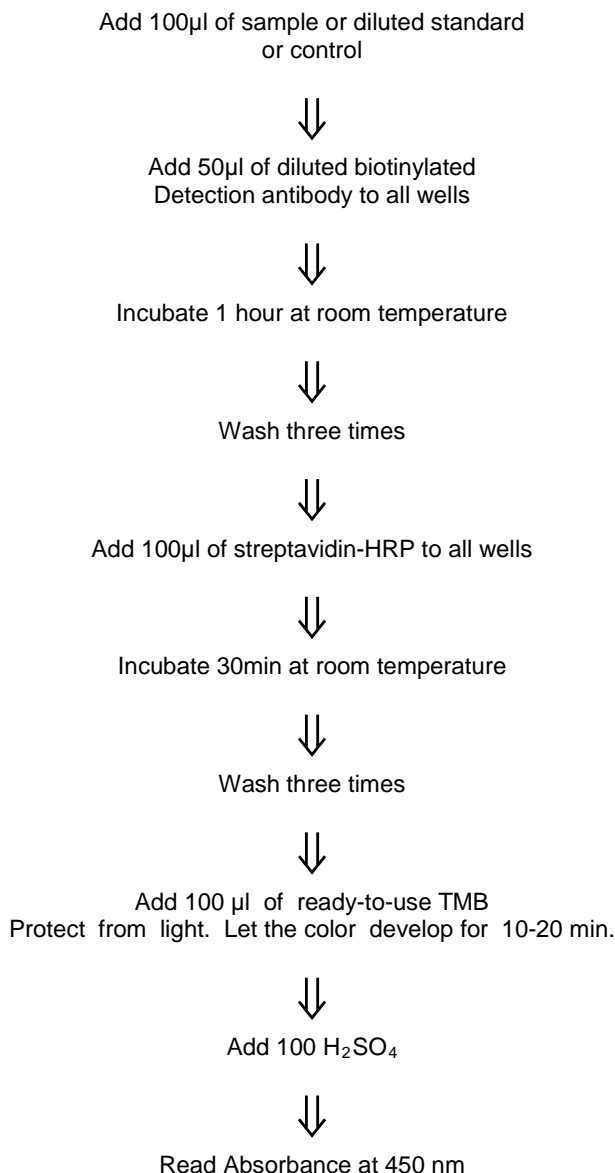 Add 100µl of sample or diluted standard
or control
Add 50µl of diluted biotinylated
Detection antibody to all wells
Incubate 1 hour at room temperature
Wash three times
Add 100µl of streptavidin-HRP to all wells
Incubate 30min at room temperature
Wash three times
Add 100 µl of ready-to-use TMB
Protect from light. Let the color develop for 10-20 min.
Add 100 H₂SO₄
Read Absorbance at 450 nm